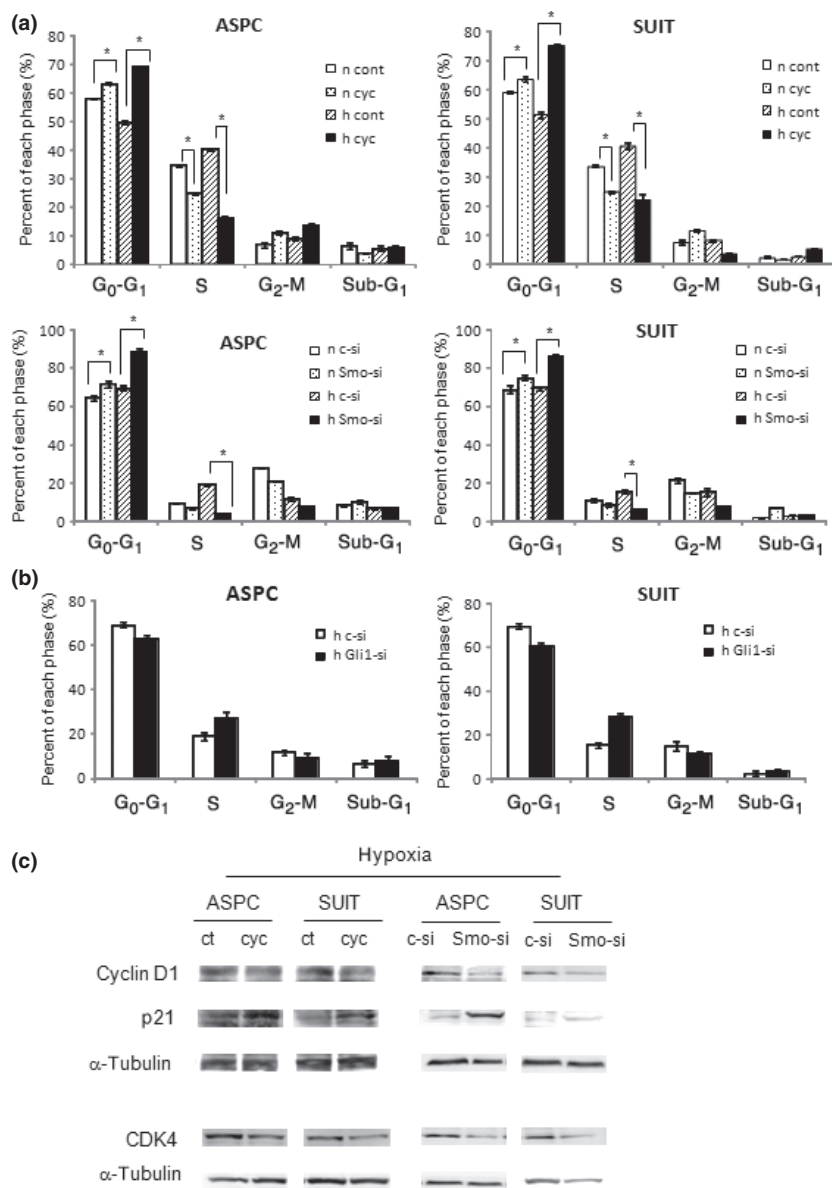 (a)
ASPC
Percent of each phase (%)
80
70
60
50
40
30
20
10
0
* * * *
n cont
n cyc
h cont
h cyc
G₀-G₁ S G₂-M Sub-G₁
SUIT
Percent of each phase (%)
80
70
60
50
40
30
20
10
0
* * * *
n cont
n cyc
h cont
h cyc
G₀-G₁ S G₂-M Sub-G₁
ASPC
Percent of each phase (%)
100
80
60
40
20
0
* * *
n c-si
n Smo-si
h c-si
h Smo-si
G₀-G₁ S G₂-M Sub-G₁
SUIT
Percent of each phase (%)
100
80
60
40
20
0
* * *
n c-si
n Smo-si
h c-si
h Smo-si
G₀-G₁ S G₂-M Sub-G₁
(b)
ASPC
Percent of each phase (%)
80
60
40
20
0
h c-si
h Gli1-si
G₀-G₁ S G₂-M Sub-G₁
SUIT
Percent of each phase (%)
80
60
40
20
0
h c-si
h Gli1-si
G₀-G₁ S G₂-M Sub-G₁
(c)
Hypoxia
ASPC SUIT ASPC SUIT
ct cyc ct cyc c-si Smo-si c-si Smo-si
Cyclin D1
p21
α-Tubulin
CDK4
α-Tubulin